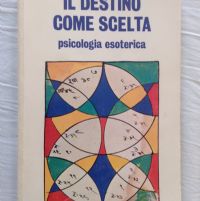 IL DESTINO
COME SCELTA
psicologia esoterica